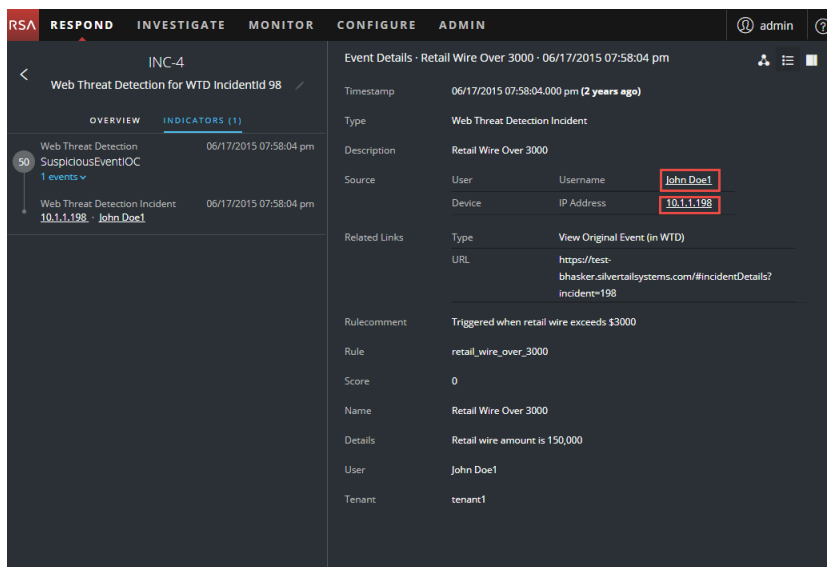 RSA RESPOND INVESTIGATE MONITOR CONFIGURE ADMIN admin ?
INC-4
Web Threat Detection for WTD IncidentId 98
OVERVIEW INDICATORS (1)
Web Threat Detection 06/17/2015 07:58:04 pm
50 SuspiciousEventIOC
1 events
Web Threat Detection Incident 06/17/2015 07:58:04 pm
10.1.1.198 · John Doe1
Event Details · Retail Wire Over 3000 · 06/17/2015 07:58:04 pm
Timestamp 06/17/2015 07:58:04.000 pm (2 years ago)
Type Web Threat Detection Incident
Description Retail Wire Over 3000
Source User Username John Doe1
Device IP Address 10.1.1.198
Related Links Type View Original Event (in WTD)
URL https://test-
bhasker.silvertailsystems.com/#incidentDetails?
incident=198
Rulecomment Triggered when retail wire exceeds $3000
Rule retail_wire_over_3000
Score 0
Name Retail Wire Over 3000
Details Retail wire amount is 150,000
User John Doe1
Tenant tenant1